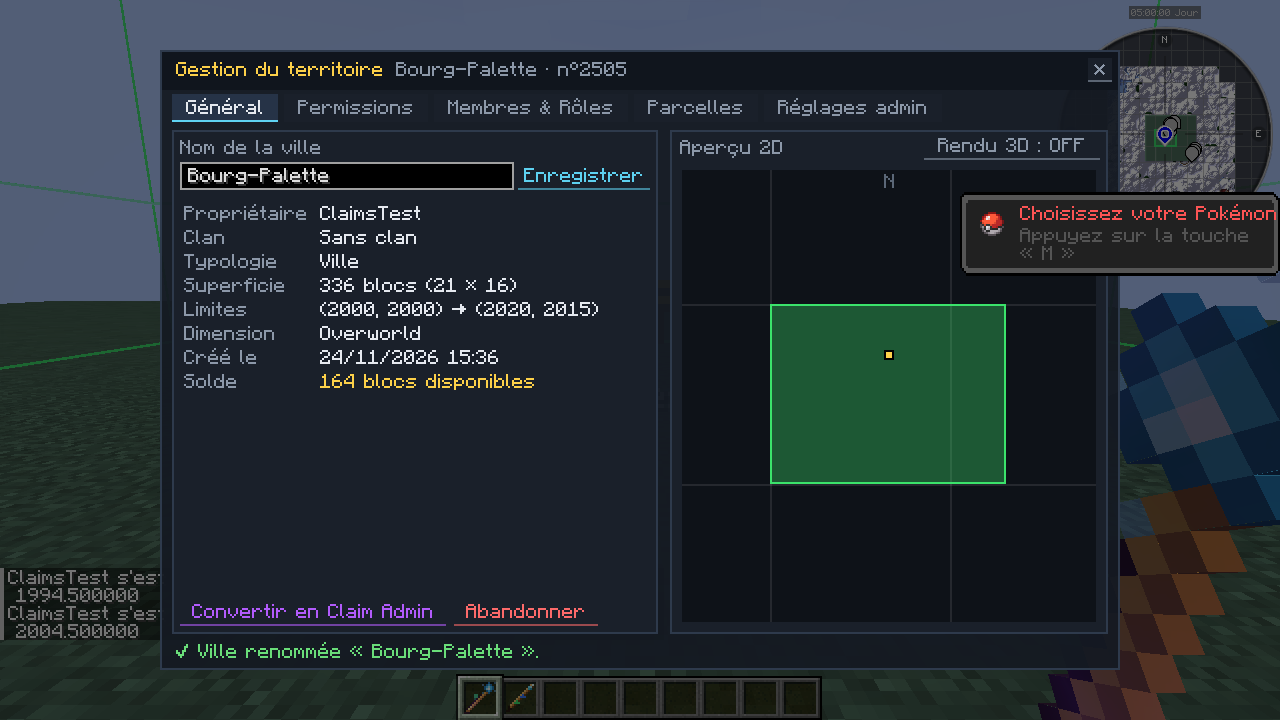 05:00:00 Jour
N
E
Gestion du territoire Bourg-Palette · n°2505
×
Général Permissions Membres & Rôles Parcelles Réglages admin
Nom de la ville
Bourg-Palette Enregistrrer
Propriétaire ClaimsTest
Clan Sans clan
Typologie Ville
Superficie 336 blocs (21 × 16)
Limites (2000, 2000) → (2020, 2015)
Dimension Overworld
Créé le 24/11/2026 15:36
Solde 164 blocs disponibles
Convertir en Claim Admin Abandonner
✓ Ville renommée « Bourg-Palette ».
Aperçu 2D Rendu 3D : OFF
N
Choisissez votre Pokémon
Appuyez sur la touche
« M »
ClaimsTest s'es
1994.500000
ClaimsTest s'es
2004.500000